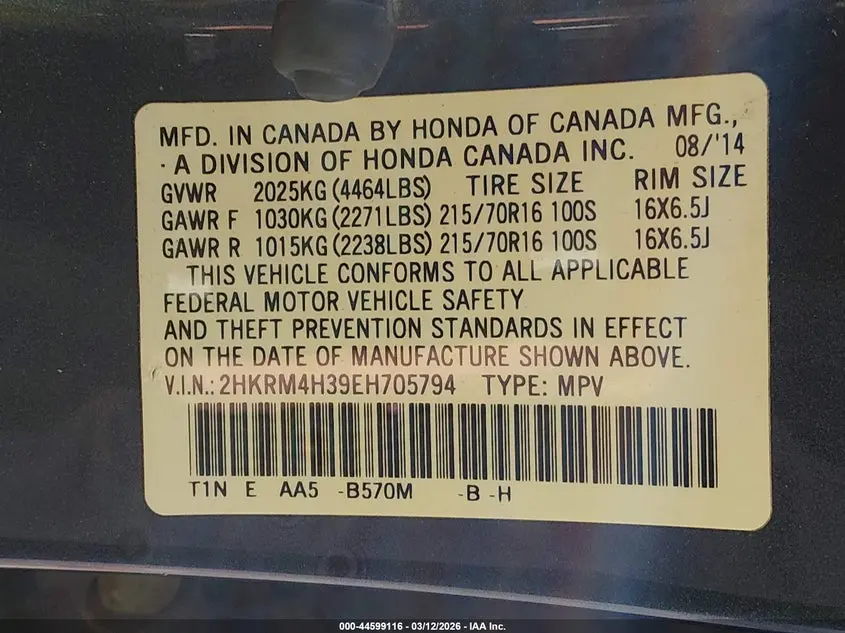 MFD. IN CANADA BY HONDA OF CANADA MFG.,
· A DIVISION OF HONDA CANADA INC. 08/'14
GVWR 2025KG (4464LBS) TIRE SIZE RIM SIZE
GAWR F 1030KG (2271LBS) 215/70R16 100S 16X6.5J
GAWR R 1015KG (2238LBS) 215/70R16 100S 16X6.5J
THIS VEHICLE CONFORMS TO ALL APPLICABLE
FEDERAL MOTOR VEHICLE SAFETY
AND THEFT PREVENTION STANDARDS IN EFFECT
ON THE DATE OF MANUFACTURE SHOWN ABOVE.
V.I.N.: 2HKRM4H39EH705794 TYPE: MPV
T1N E AA5 -B570M -B -H
000-44599116 - 03/12/2026 - IAA Inc.